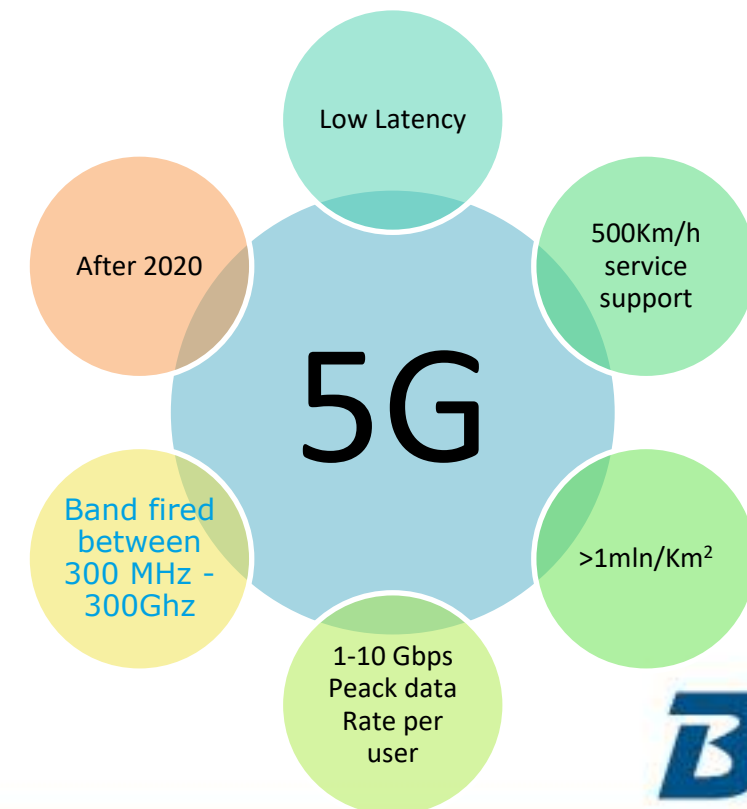 Low Latency
After 2020
500Km/h
service
support
5G
Band fired
between
300 MHz -
300Ghz
>1mln/Km²
1-10 Gbps
Peack data
Rate per
user
B